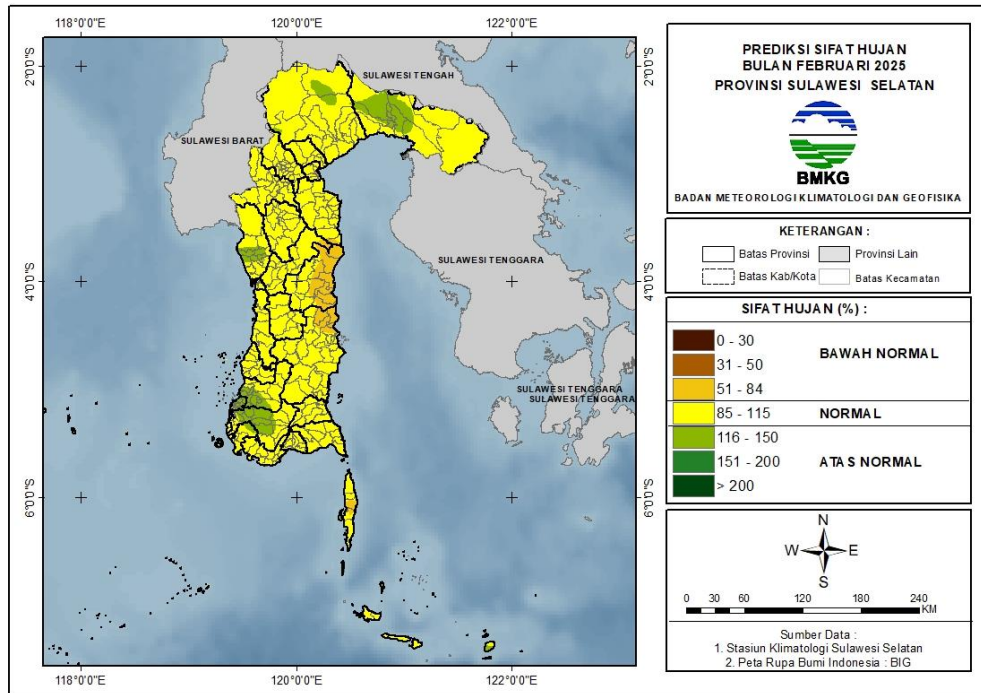 118°0'0"E
120°0'0"E
122°0'0"E
2°0'0"S
4°0'0"S
6°0'0"S
SULAWESI TENGAH
SULAWESI BARAT
SULAWESI TENGGARA
SULAWESI TENGGARA
SULAWESI TENGGARA
2°0'0"S
4°0'0"S
6°0'0"S
118°0'0"E
120°0'0"E
122°0'0"E
PREDIKSI SIFAT HUJAN
BULAN FEBRUARI 2025
PROVINSI SULAWESI SELATAN
BMKG
BADAN METEOROLOGI KLIMATOLOGI DAN GEOFISIKA
KETERANGAN :
Batas Provinsi
Provinsi Lain
Batas Kab/Kota
Batas Kecamatan
SIFAT HUJAN (%) :
0 - 30
31 - 50
BAWAH NORMAL
51 - 84
85 - 115
NORMAL
116 - 150
151 - 200
ATAS NORMAL
> 200
N
W E
S
0 30 60 120 180 240
KM
Sumber Data :
1. Stasiun Klimatologi Sulawesi Selatan
2. Peta Rupa Bumi Indonesia : BIG